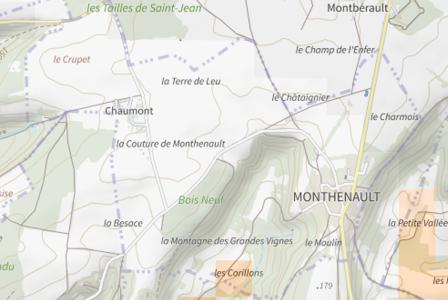 les Tailles de Saint-Jean
Montbérault
le Champ de l'Enfer
le Crupet
la Terre de Leu
le Châtaignier
Chaumont
le Charmois
la Couture de Monthenault
Bois Neuf
MONTHENAULT
la Besace
la Petite Vallée
la Montagne des Grandes Vignes
le Moulin
les Corillons
179